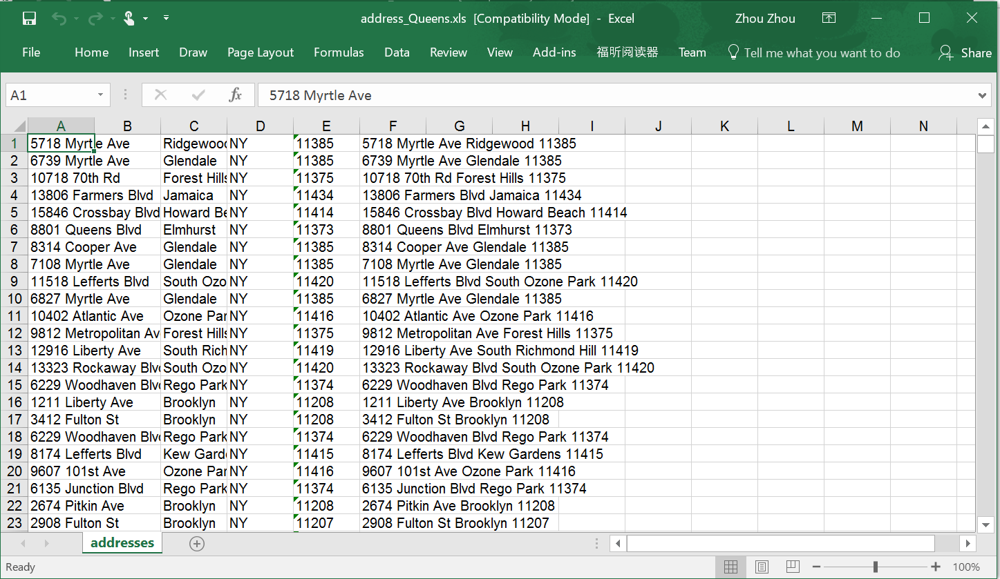 address_Queens.xls [Compatibility Mode] - Excel Zhou Zhou
File Home Insert Draw Page Layout Formulas Data Review View Add-ins 福昕阅读器 Team Tell me what you want to do Share
A1 fx 5718 Myrtle Ave
A B C D E F G H I J K L M N
1 5718 Myrtle Ave Ridgewood NY 11385 5718 Myrtle Ave Ridgewood 11385
2 6739 Myrtle Ave Glendale NY 11385 6739 Myrtle Ave Glendale 11385
3 10718 70th Rd Forest Hills NY 11375 10718 70th Rd Forest Hills 11375
4 13806 Farmers Blvd Jamaica NY 11434 13806 Farmers Blvd Jamaica 11434
5 15846 Crossbay Blvd Howard Be NY 11414 15846 Crossbay Blvd Howard Beach 11414
6 8801 Queens Blvd Elmhurst NY 11373 8801 Queens Blvd Elmhurst 11373
7 8314 Cooper Ave Glendale NY 11385 8314 Cooper Ave Glendale 11385
8 7108 Myrtle Ave Glendale NY 11385 7108 Myrtle Ave Glendale 11385
9 11518 Lefferts Blvd South Ozo NY 11420 11518 Lefferts Blvd South Ozone Park 11420
10 6827 Myrtle Ave Glendale NY 11385 6827 Myrtle Ave Glendale 11385
11 10402 Atlantic Ave Ozone Par NY 11416 10402 Atlantic Ave Ozone Park 11416
12 9812 Metropolitan Av Forest Hills NY 11375 9812 Metropolitan Ave Forest Hills 11375
13 12916 Liberty Ave South Rich NY 11419 12916 Liberty Ave South Richmond Hill 11419
14 13323 Rockaway Blv South Ozo NY 11420 13323 Rockaway Blvd South Ozone Park 11420
15 6229 Woodhaven Blv Rego Park NY 11374 6229 Woodhaven Blvd Rego Park 11374
16 1211 Liberty Ave Brooklyn NY 11208 1211 Liberty Ave Brooklyn 11208
17 3412 Fulton St Brooklyn NY 11208 3412 Fulton St Brooklyn 11208
18 6229 Woodhaven Blv Rego Park NY 11374 6229 Woodhaven Blvd Rego Park 11374
19 8174 Lefferts Blvd Kew Gard NY 11415 8174 Lefferts Blvd Kew Gardens 11415
20 9607 101st Ave Ozone Par NY 11416 9607 101st Ave Ozone Park 11416
21 6135 Junction Blvd Rego Park NY 11374 6135 Junction Blvd Rego Park 11374
22 2674 Pitkin Ave Brooklyn NY 11208 2674 Pitkin Ave Brooklyn 11208
23 2908 Fulton St Brooklyn NY 11207 2908 Fulton St Brooklyn 11207
addresses
Ready 100%